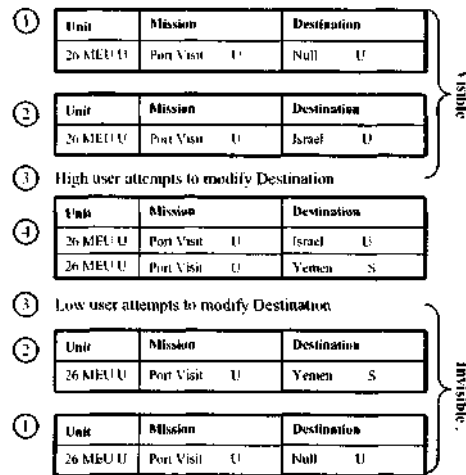 1
Unit Mission Destination
26 MEU U Port Visit U Null U
2
Unit Mission Destination
26 MEU U Port Visit U Israel U
Visible
3 High user attempts to modify Destination
4
Unit Mission Destination
26 MEU U Port Visit U Israel U
26 MEU U Port Visit U Yemen S
3 Low user attempts to modify Destination
2
Unit Mission Destination
26 MEU U Port Visit U Yemen S
Invisible
1
Unit Mission Destination
26 MEU U Port Visit U Null U